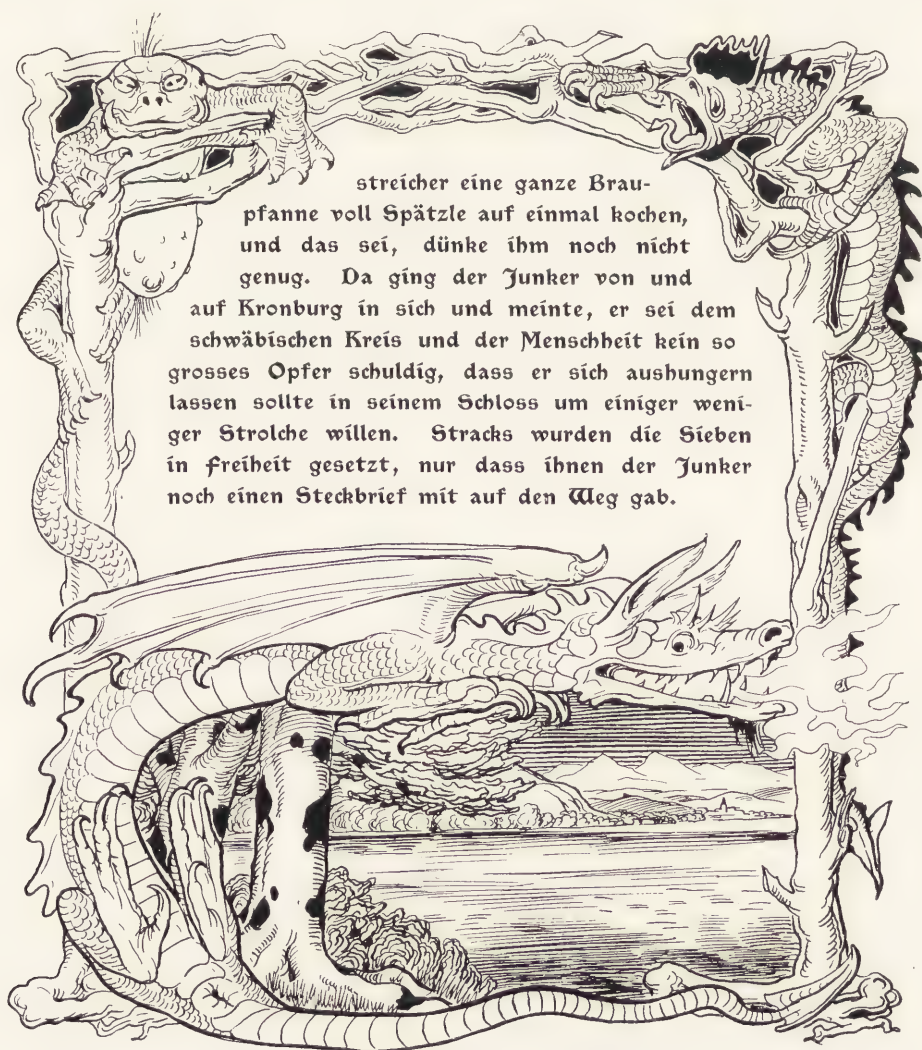 streicher eine ganze Brau-
pfanne voll Spätzle auf einmal kochen,
und das sei, dünke ihm noch nicht
genug. Da ging der Junker von und
auf Kronburg in sich und meinte, er sei dem
schwäbischen Kreis und der Menschheit kein so
grosses Opfer schuldig, dass er sich aushungern
lassen sollte in seinem Schloss um einiger weni-
ger Strolche willen. Stracks wurden die Sieben
in Freiheit gesetzt, nur dass ihnen der Junker
noch einen Steckbrief mit auf den Weg gab.